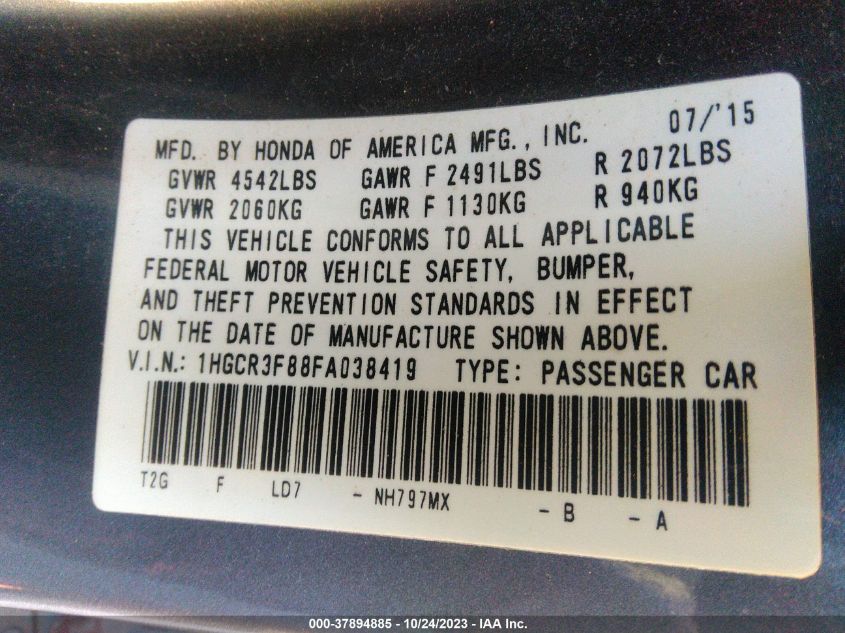 07/'15
MFD. BY HONDA OF AMERICA MFG., INC.
GVWR 4542LBS GAWR F 2491LBS R 2072LBS
GVWR 2060KG GAWR F 1130KG R 940KG
THIS VEHICLE CONFORMS TO ALL APPLICABLE
FEDERAL MOTOR VEHICLE SAFETY, BUMPER,
AND THEFT PREVENTION STANDARDS IN EFFECT
ON THE DATE OF MANUFACTURE SHOWN ABOVE.
V.I.N.: 1HGCR3F88FA038419 TYPE: PASSENGER CAR
T2G F LD7 - NH797MX - B - A
000-37894885 - 10/24/2023 - IAA Inc.